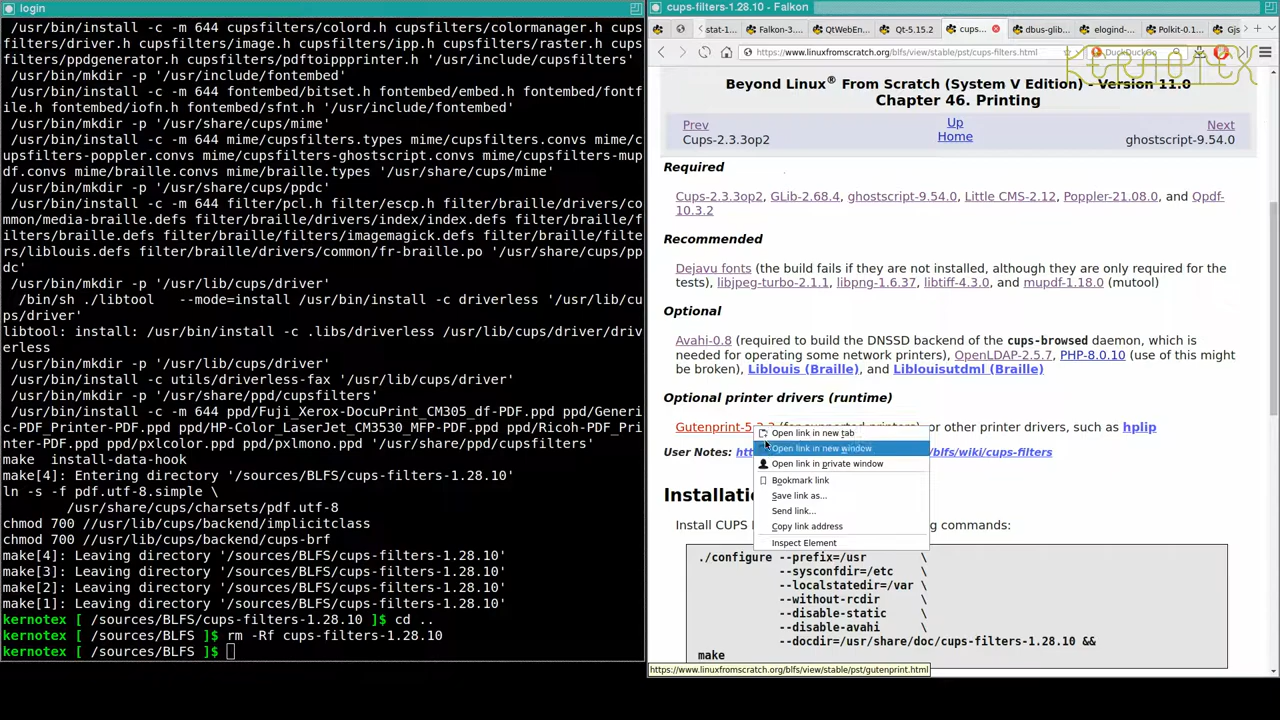 login
/usr/bin/install -c -m 644 cupsfilters/colord.h cupsfilters/colormanager.h cups
filters/driver.h cupsfilters/image.h cupsfilters/ipp.h cupsfilters/raster.h cup
sfilters/ppdgenerator.h cupsfilters/pdftoippprinter.h '/usr/include/cupsfilters'
/usr/bin/mkdir -p '/usr/include/fontembed'
/usr/bin/install -c -m 644 fontembed/bitset.h fontembed/embed.h fontembed/fontf
ile.h fontembed/iofn.h fontembed/sfnt.h '/usr/include/fontembed'
/usr/bin/mkdir -p '/usr/share/cups/mime'
/usr/bin/install -c -m 644 mime/cupsfilters.types mime/cupsfilters.convs mime/c
upsfilters-poppler.convs mime/cupsfilters-ghostscript.convs mime/cupsfilters-mup
df.convs mime/braille.convs mime/braille.types '/usr/share/cups/mime'
/usr/bin/mkdir -p '/usr/share/cups/ppdc'
/usr/bin/install -c -m 644 filter/pcl.h filter/escp.h filter/braille/drivers/co
mmon/media-braille.defs filter/braille/drivers/index/index.defs filter/braille/f
ilters/braille.defs filter/braille/filters/imagemagick.defs filter/braille/filte
rs/liblouis.defs filter/braille/drivers/common/fr-braille.po '/usr/share/cups/pp
dc'
/usr/bin/mkdir -p '/usr/lib/cups/driver'
/bin/sh ./libtool   --mode=install /usr/bin/install -c driverless '/usr/lib/cu
ps/driver'
libtool: install: /usr/bin/install -c .libs/driverless /usr/lib/cups/driver/driv
erless
/usr/bin/mkdir -p '/usr/lib/cups/driver'
/usr/bin/install -c utils/driverless-fax '/usr/lib/cups/driver'
/usr/bin/mkdir -p '/usr/share/ppd/cupsfilters'
/usr/bin/install -c -m 644 ppd/Fuji_Xerox-DocuPrint_CM305_df-PDF.ppd ppd/Generi
c-PDF_Printer-PDF.ppd ppd/HP-Color_LaserJet_CM3530_MFP-PDF.ppd ppd/Ricoh-PDF_Pri
nter-PDF.ppd ppd/pxlcolor.ppd ppd/pxlmono.ppd '/usr/share/ppd/cupsfilters'
make  install-data-hook
make[4]: Entering directory '/sources/BLFS/cups-filters-1.28.10'
ln -s -f pdf.utf-8.simple \
/usr/share/cups/charsets/pdf.utf-8
chmod 700 //usr/lib/cups/backend/implicitclass
chmod 700 //usr/lib/cups/backend/cups-brf
make[4]: Leaving directory '/sources/BLFS/cups-filters-1.28.10'
make[3]: Leaving directory '/sources/BLFS/cups-filters-1.28.10'
make[2]: Leaving directory '/sources/BLFS/cups-filters-1.28.10'
make[1]: Leaving directory '/sources/BLFS/cups-filters-1.28.10'
kernotex [ /sources/BLFS/cups-filters-1.28.10 ]$ cd ..
kernotex [ /sources/BLFS ]$ rm -Rf cups-filters-1.28.10
kernotex [ /sources/BLFS ]$
cups-filters-1.28.10 - Falkon
stat-1... Falkon-3... QtWebEn... Qt-5.15.2 cups... dbus-glib... elogind-... Polkit-0.1... Gjs
https://www.linuxfromscratch.org/blfs/view/stable/pst/cups-filters.html DuckDuckGo
KERNOTEX
Beyond Linux® From Scratch (System V Edition) - Version 11.0
Chapter 46. Printing
Prev Up Next
Cups-2.3.3op2 Home ghostscript-9.54.0
Required
Cups-2.3.3op2, GLib-2.68.4, ghostscript-9.54.0, Little CMS-2.12, Poppler-21.08.0, and Qpdf-
10.3.2
Recommended
Dejavu fonts (the build fails if they are not installed, although they are only required for the
tests), libjpeg-turbo-2.1.1, libpng-1.6.37, libtiff-4.3.0, and mupdf-1.18.0 (mutool)
Optional
Avahi-0.8 (required to build the DNSSD backend of the cups-browsed daemon, which is
needed for operating some network printers), OpenLDAP-2.5.7, PHP-8.0.10 (use of this might
be broken), Liblouis (Braille), and Liblouisutdml (Braille)
Optional printer drivers (runtime)
Gutenprint-5.3.3 (for supported printers), or other printer drivers, such as hplip
User Notes: htt /blfs/wiki/cups-filters
Open link in new tab
Open link in new window
Open link in private window
Bookmark link
Save link as...
Send link...
Copy link address
Inspect Element
Installatio
Install CUPS g commands:
./configure --prefix=/usr \
--sysconfdir=/etc \
--localstatedir=/var \
--without-rcdir \
--disable-static \
--disable-avahi \
--docdir=/usr/share/doc/cups-filters-1.28.10 &&
make
https://www.linuxfromscratch.org/blfs/view/stable/pst/gutenprint.html